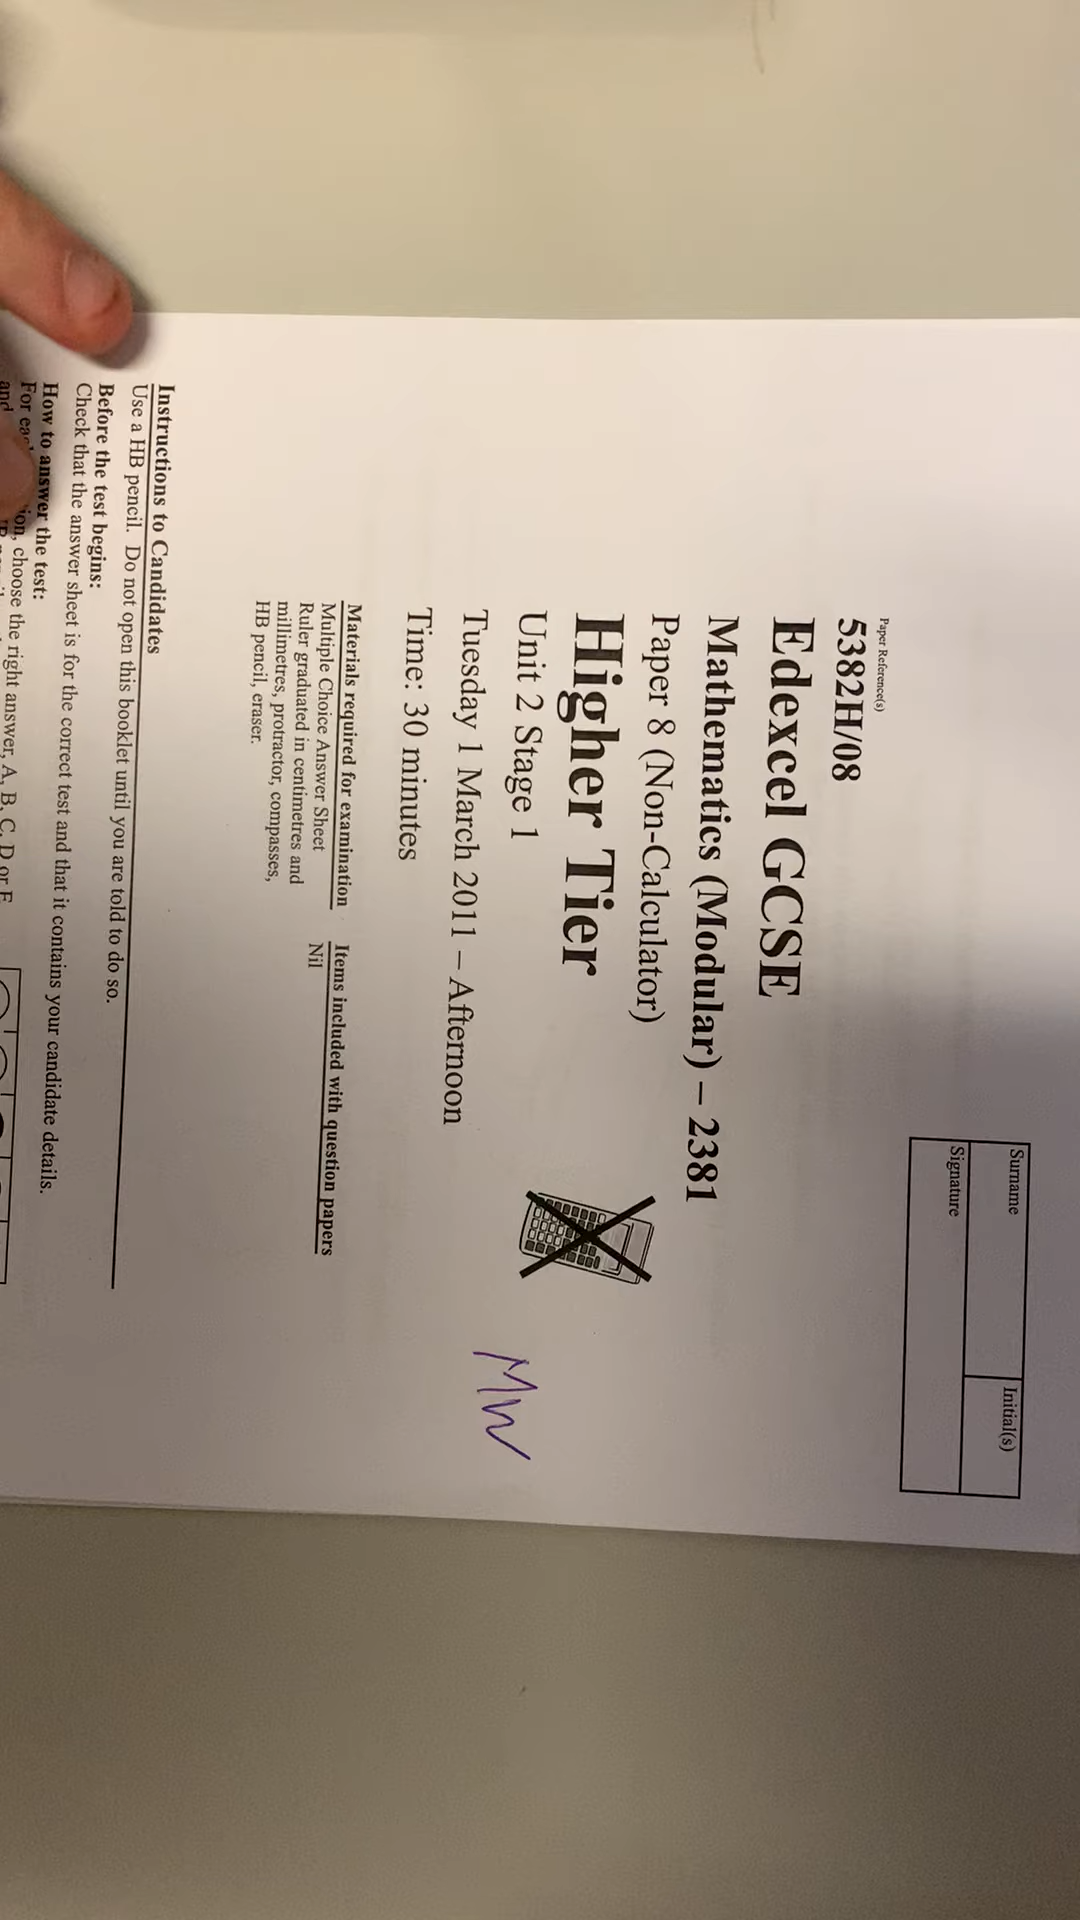 Paper Reference(s)
5382H/08
Edexcel GCSE
Mathematics (Modular) – 2381
Paper 8 (Non-Calculator)
Higher Tier
Unit 2 Stage 1
Tuesday 1 March 2011 – Afternoon
Time: 30 minutes
Surname
Initial(s)
Signature
MW
Materials required for examination
Multiple Choice Answer Sheet
Ruler graduated in centimetres and
millimetres, protractor, compasses,
HB pencil, eraser.
Items included with question papers
Nil
Instructions to Candidates
Use a HB pencil. Do not open this booklet until you are told to do so.
Before the test begins:
Check that the answer sheet is for the correct test and that it contains your candidate details.
How to answer the test:
For choose the right answer, A, B, C, D or E
and